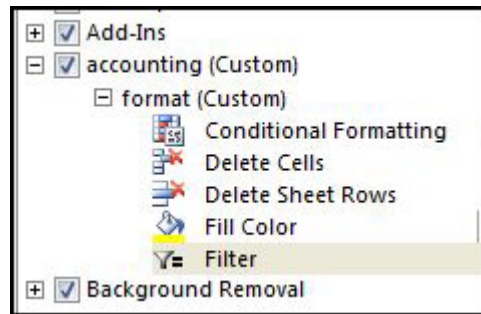 Add-Ins
accounting (Custom)
format (Custom)
Conditional Formatting
Delete Cells
Delete Sheet Rows
Fill Color
Filter
Background Removal